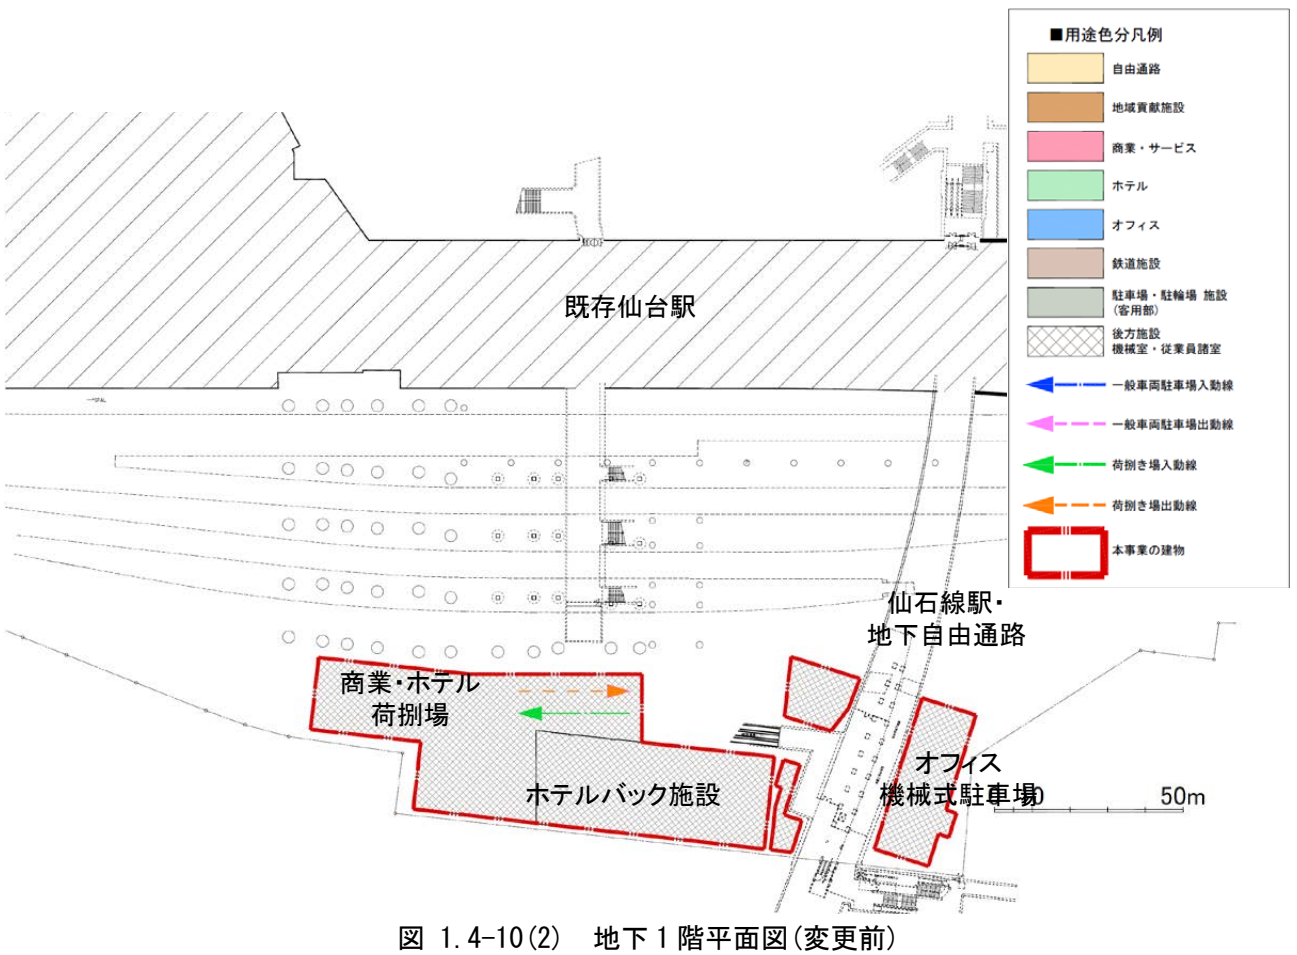 ■用途色分凡例
自由通路
地域貢献施設
商業・サービス
ホテル
オフィス
鉄道施設
駐車場・駐輪場 施設
(客用部)
後方施設
機械室・従業員諸室
一般車両駐車場入動線
一般車両駐車場出動線
荷捌き場入動線
荷捌き場出動線
本事業の建物
既存仙台駅
仙石線駅・
地下自由通路
商業・ホテル
荷捌場
ホテルバック施設
オフィス
機械式駐車場
50m
図 1.4-10(2) 地下1階平面図(変更前)